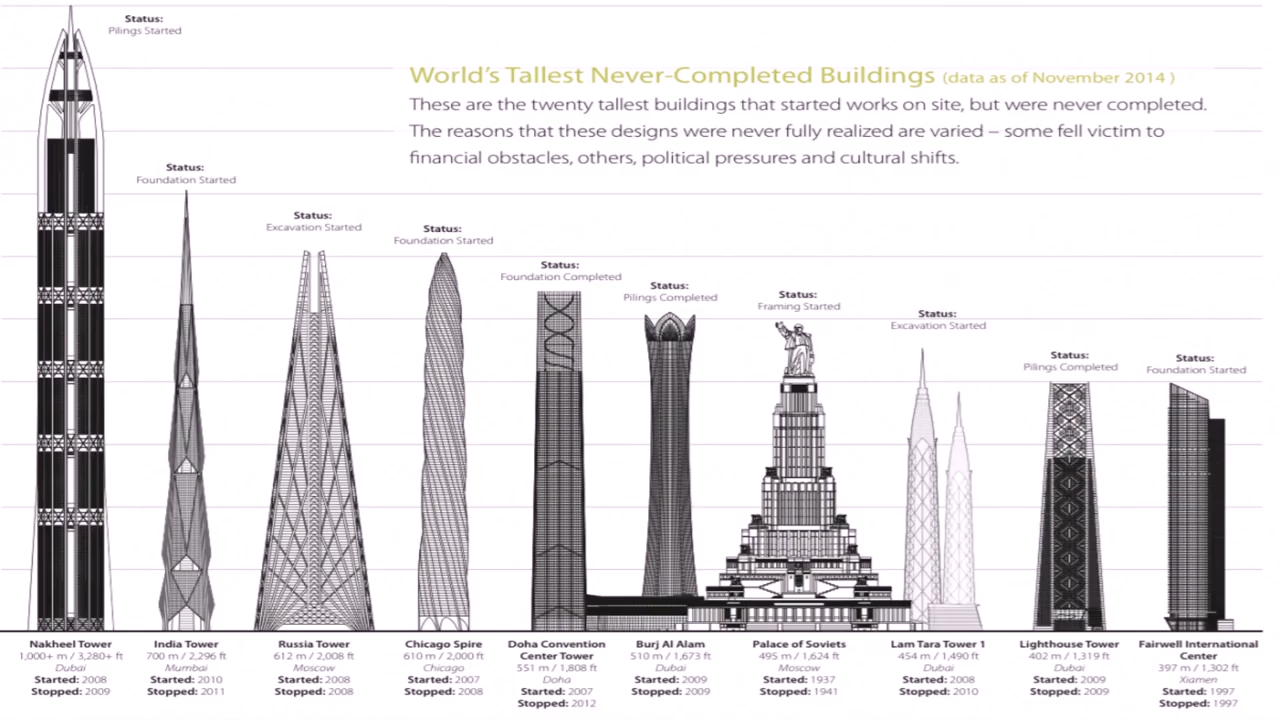 Status:
Pilings Started
World's Tallest Never-Completed Buildings (data as of November 2014 )
These are the twenty tallest buildings that started works on site, but were never completed.
The reasons that these designs were never fully realized are varied – some fell victim to
financial obstacles, others, political pressures and cultural shifts.
Status:
Foundation Started
Status:
Excavation Started
Status:
Foundation Started
Status:
Foundation Completed
Status:
Pilings Completed
Status:
Framing Started
Status:
Excavation Started
Status:
Pilings Completed
Status:
Foundation Started
Nakheel Tower
1,000+ m / 3,280+ ft
Dubai
Started: 2008
Stopped: 2009
India Tower
700 m / 2,296 ft
Mumbai
Started: 2010
Stopped: 2011
Russia Tower
612 m / 2,008 ft
Moscow
Started: 2008
Stopped: 2008
Chicago Spire
610 m / 2,000 ft
Chicago
Started: 2007
Stopped: 2008
Doha Convention
Center Tower
551 m / 1,808 ft
Doha
Started: 2007
Stopped: 2012
Burj Al Alam
510 m / 1,673 ft
Dubai
Started: 2009
Stopped: 2009
Palace of Soviets
495 m / 1,624 ft
Moscow
Started: 1937
Stopped: 1941
Lam Tara Tower 1
454 m / 1,490 ft
Dubai
Started: 2008
Stopped: 2010
Lighthouse Tower
402 m / 1,319 ft
Dubai
Started: 2009
Stopped: 2009
Fairwell International
Center
397 m / 1,302 ft
Xiamen
Started: 1997
Stopped: 1997